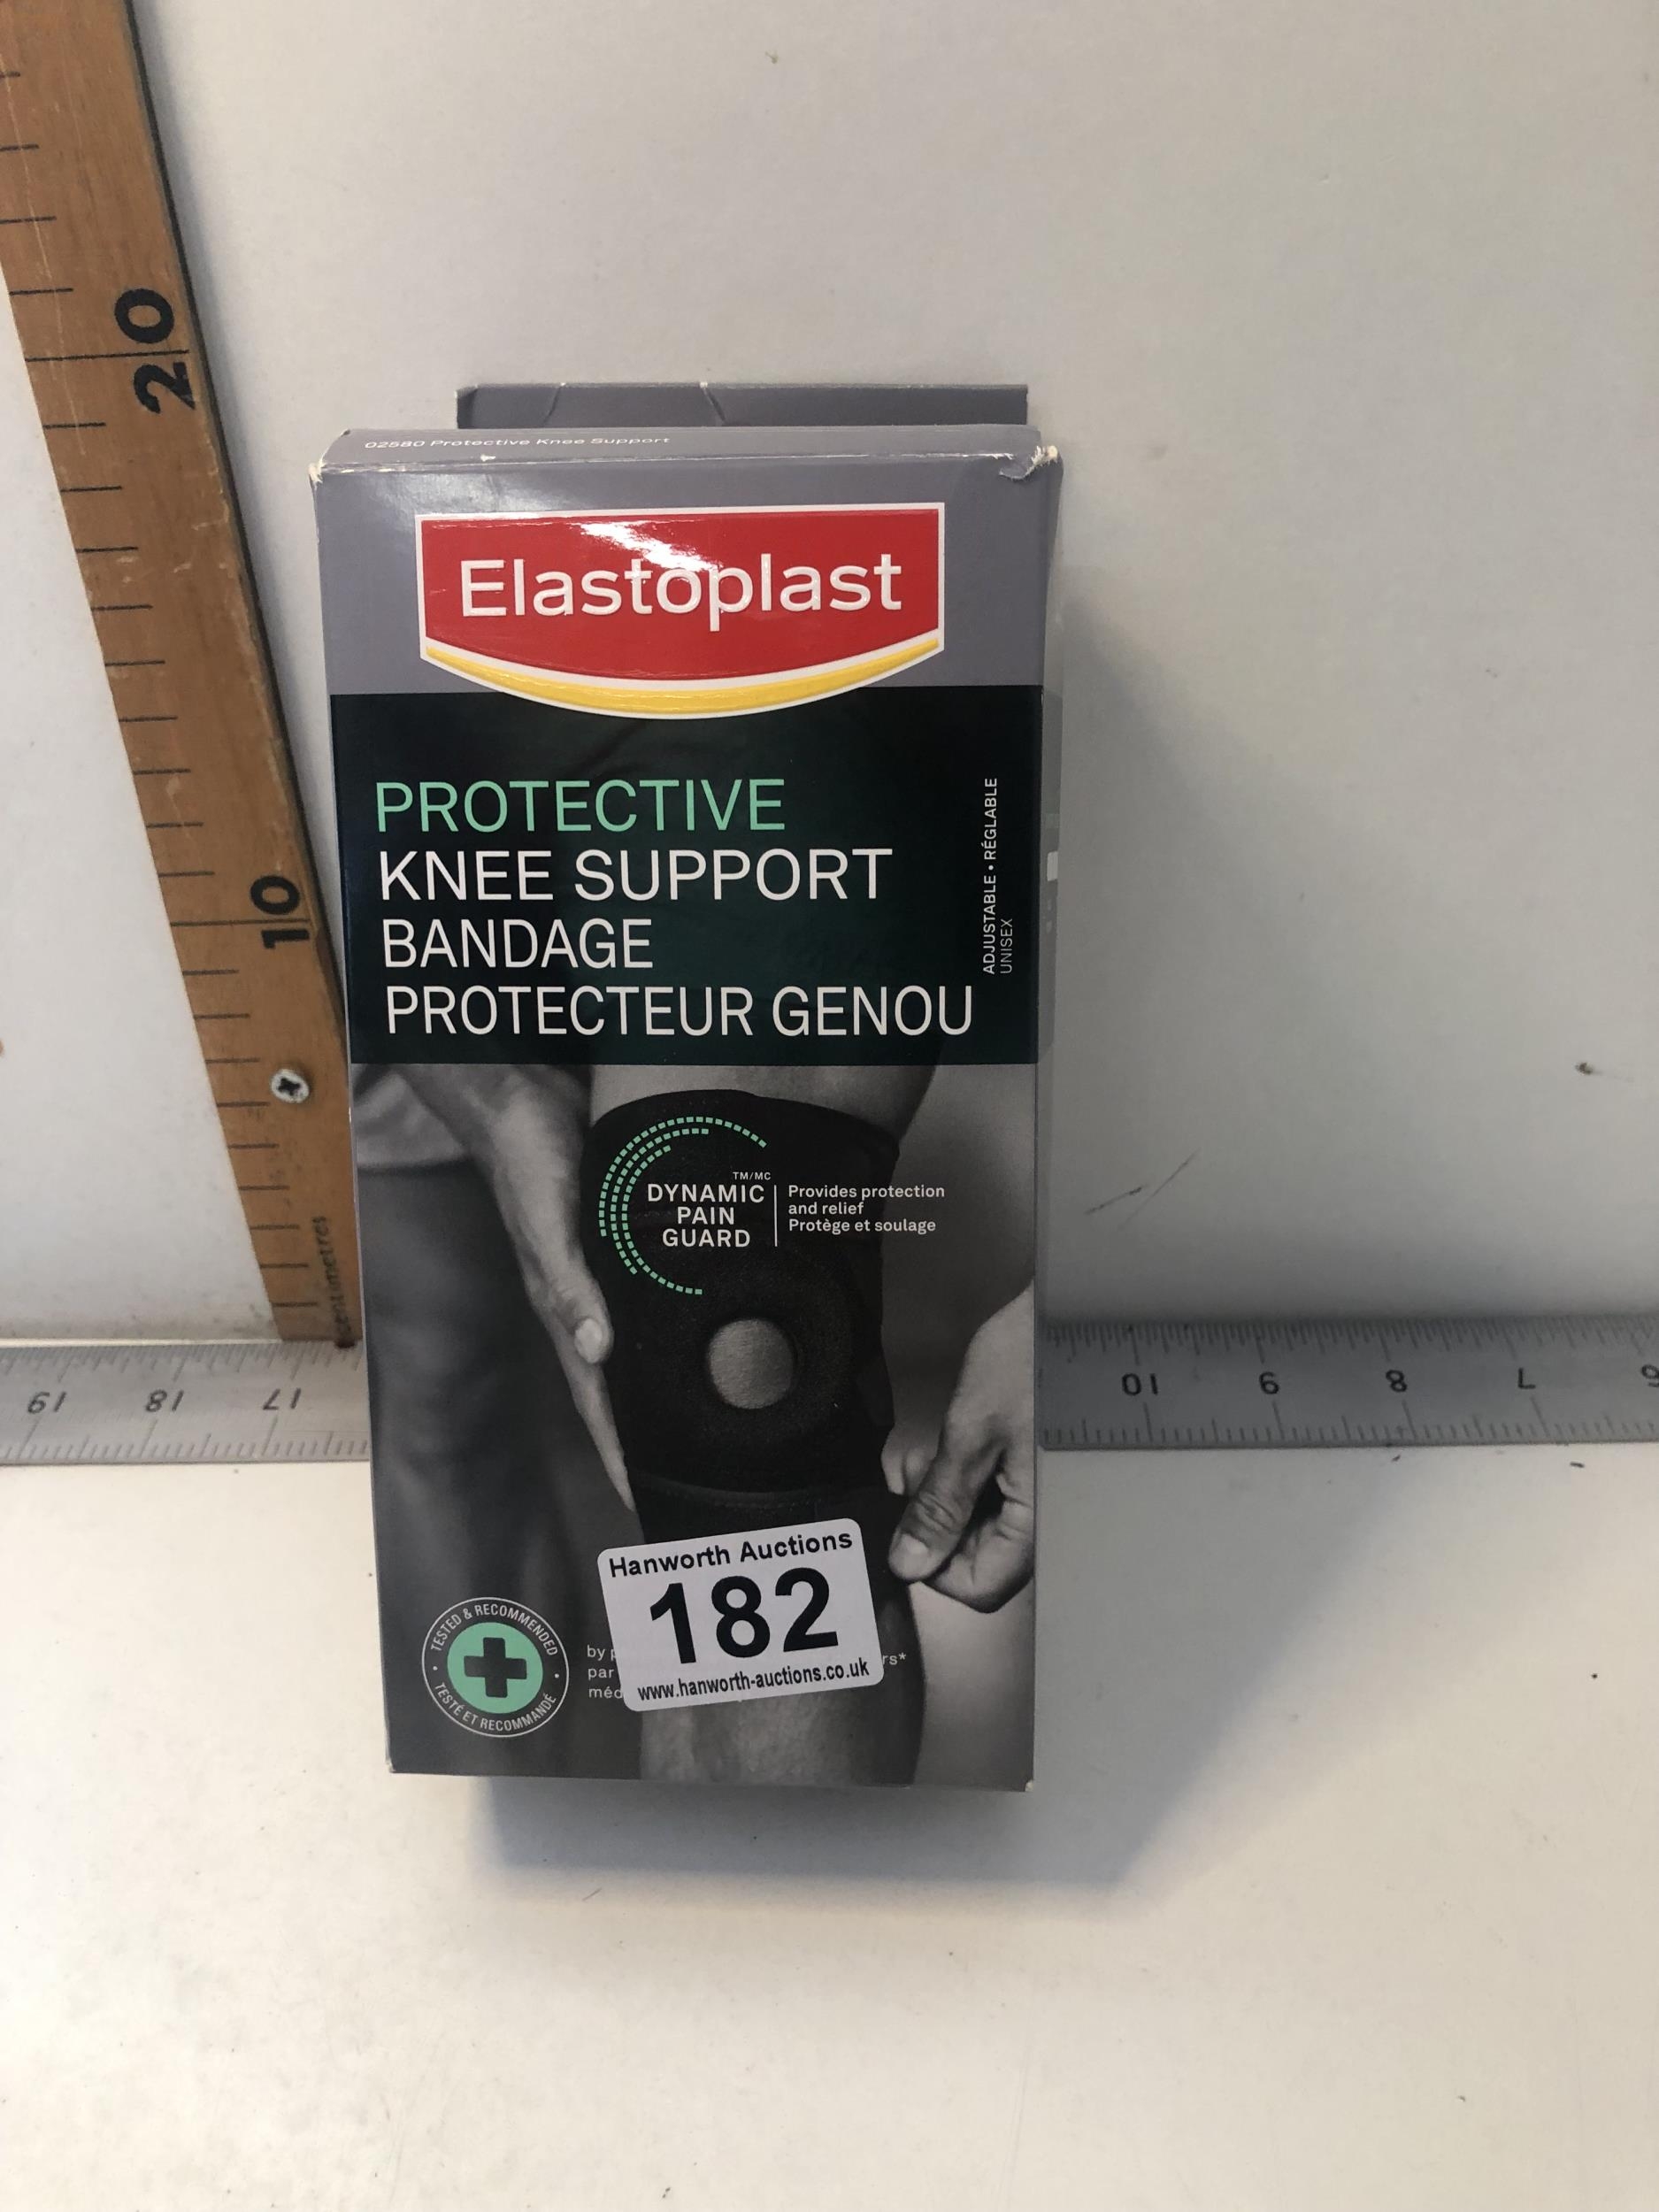 20
10
centimetres
02580 Protective Knee Support
Elastoplast
PROTECTIVE
KNEE SUPPORT
BANDAGE
PROTECTEUR GENOU
ADJUSTABLE • RÉGLABLE
UNISEX
TM/MC
DYNAMIC
PAIN
GUARD
Provides protection
and relief
Protège et soulage
19 18 17 10 9 8 7 6
Hanworth Auctions
182
www.hanworth-auctions.co.uk
• TESTED & RECOMMENDED •
TESTÉ ET RECOMMANDÉ
by
par